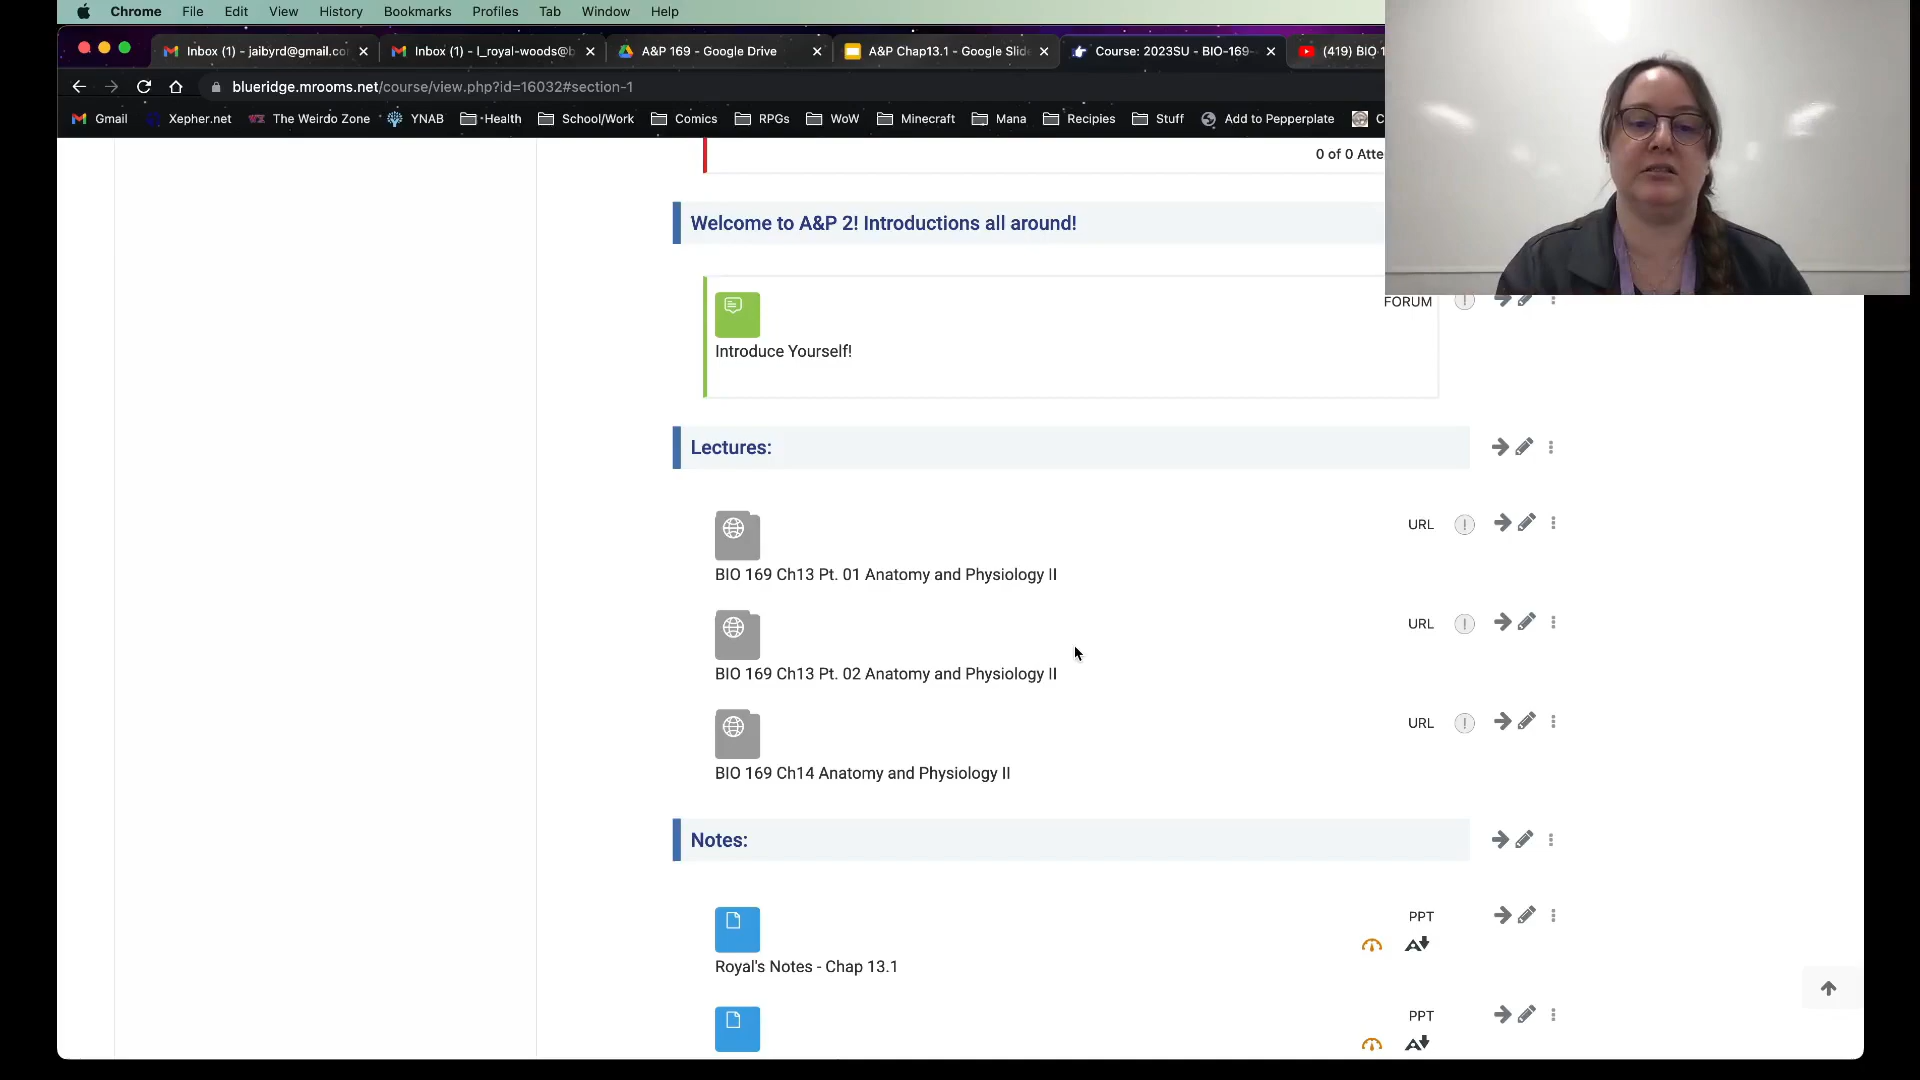 Chrome File Edit View History Bookmarks Profiles Tab Window Help
Inbox (1) - jaibyrd@gmail.co
Inbox (1) - l_royal-woods@b
A&P 169 - Google Drive
A&P Chap13.1 - Google Slide
Course: 2023SU - BIO-169-
(419) BIO 1
blueridge.mrooms.net/course/view.php?id=16032#section-1
Gmail Xepher.net The Weirdo Zone YNAB Health School/Work Comics RPGs WoW Minecraft Mana Recipies Stuff Add to Pepperplate C
0 of 0 Atte
Welcome to A&P 2! Introductions all around!
FORUM
Introduce Yourself!
Lectures:
URL
BIO 169 Ch13 Pt. 01 Anatomy and Physiology II
URL
BIO 169 Ch13 Pt. 02 Anatomy and Physiology II
URL
BIO 169 Ch14 Anatomy and Physiology II
Notes:
PPT
Royal's Notes - Chap 13.1
PPT